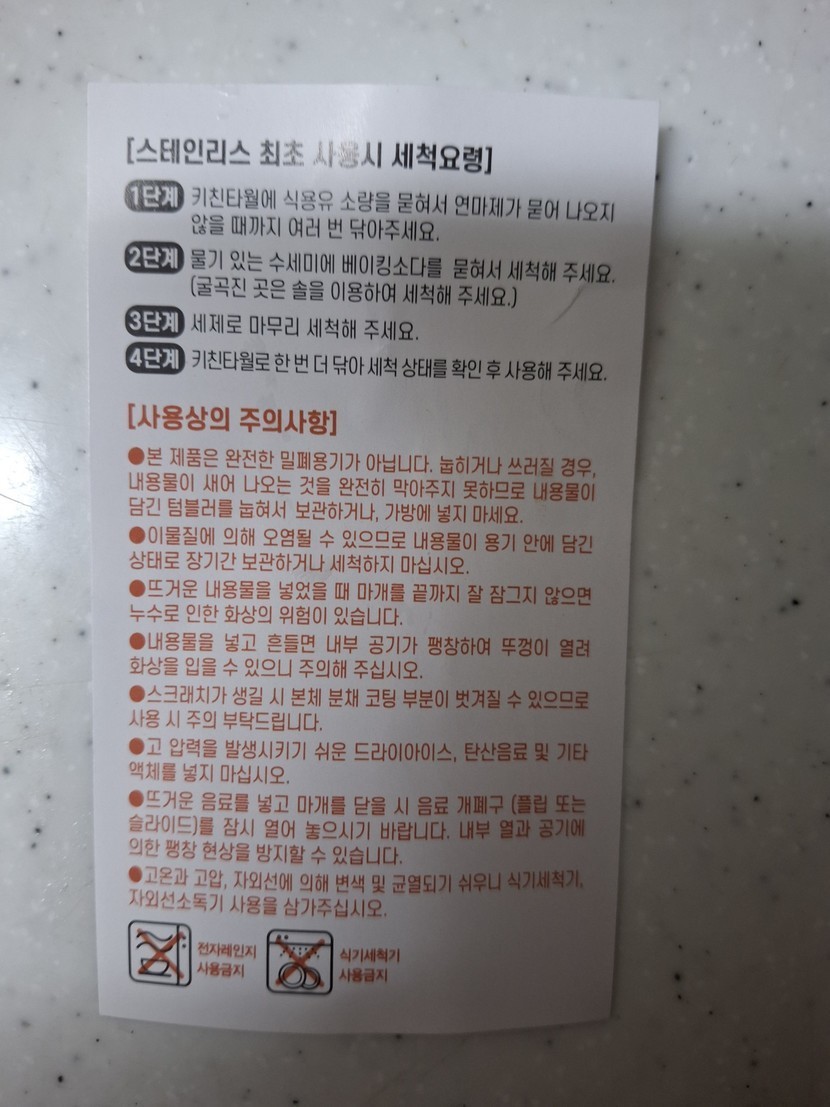 [스테인리스 최초 사용시 세척요령]
1단계 키친타월에 식용유 소량을 묻혀서 연마제가 묻어 나오지
않을 때까지 여러 번 닦아주세요.
2단계 물기 있는 수세미에 베이킹소다를 묻혀서 세척해 주세요.
(굴곡진 곳은 솔을 이용하여 세척해 주세요.)
3단계 세제로 마무리 세척해 주세요.
4단계 키친타월로 한 번 더 닦아 세척 상태를 확인 후 사용해 주세요.
[사용상의 주의사항]
●본 제품은 완전한 밀폐용기가 아닙니다. 눕히거나 쓰러질 경우,
내용물이 새어 나오는 것을 완전히 막아주지 못하므로 내용물이
담긴 텀블러를 눕혀서 보관하거나, 가방에 넣지 마세요.
●이물질에 의해 오염될 수 있으므로 내용물이 용기 안에 담긴
상태로 장기간 보관하거나 세척하지 마십시오.
●뜨거운 내용물을 넣었을 때 마개를 끝까지 잘 잠그지 않으면
누수로 인한 화상의 위험이 있습니다.
●내용물을 넣고 흔들면 내부 공기가 팽창하여 뚜껑이 열려
화상을 입을 수 있으니 주의해 주십시오.
●스크래치가 생길 시 본체 분채 코팅 부분이 벗겨질 수 있으므로
사용 시 주의 부탁드립니다.
●고 압력을 발생시키기 쉬운 드라이아이스, 탄산음료 및 기타
액체를 넣지 마십시오.
●뜨거운 음료를 넣고 마개를 닫을 시 음료 개폐구 (플립 또는
슬라이드)를 잠시 열어 놓으시기 바랍니다. 내부 열과 공기에
의한 팽창 현상을 방지할 수 있습니다.
●고온과 고압, 자외선에 의해 변색 및 균열되기 쉬우니 식기세척기,
자외선소독기 사용을 삼가주십시오.
전자레인지 식기세척기
사용금지 사용금지